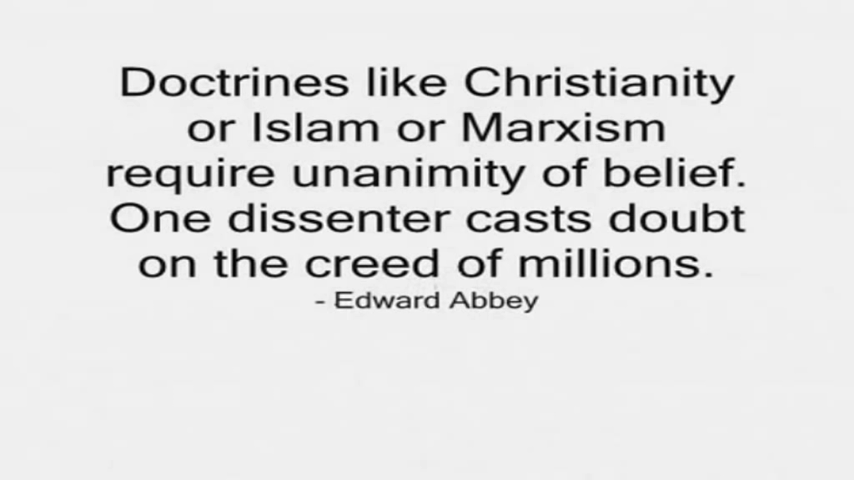 Doctrines like Christianity
or Islam or Marxism
require unanimity of belief.
One dissenter casts doubt
on the creed of millions.
- Edward Abbey